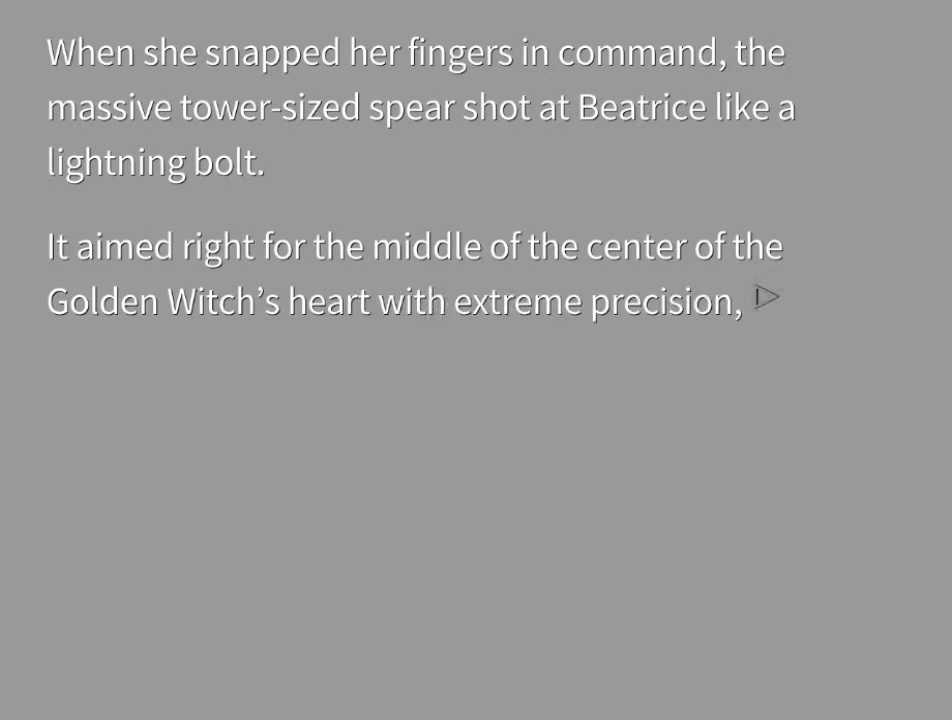 When she snapped her fingers in command, the
massive tower-sized spear shot at Beatrice like a
lightning bolt.
It aimed right for the middle of the center of the
Golden Witch’s heart with extreme precision,